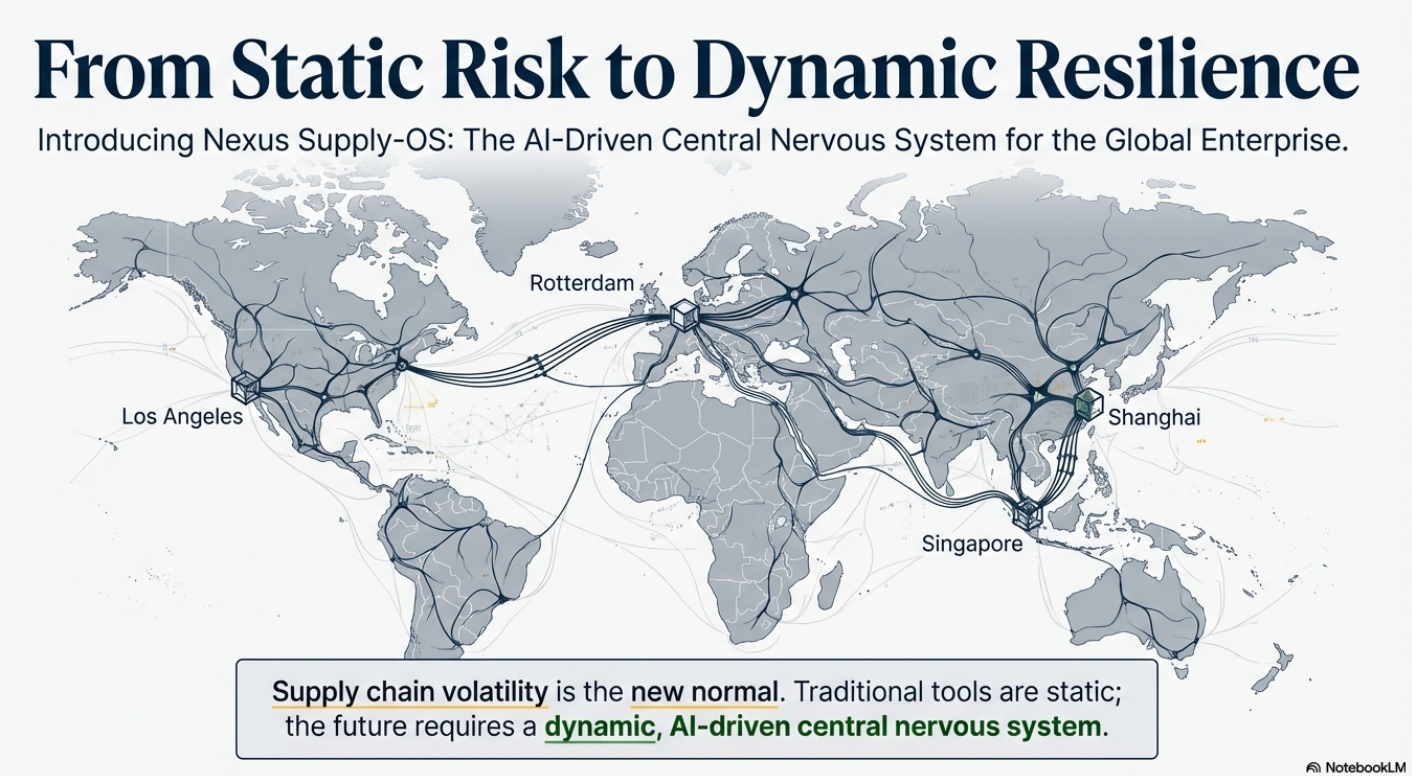 From Static Risk to Dynamic Resilience
Introducing Nexus Supply-OS: The AI-Driven Central Nervous System for the Global Enterprise.
Rotterdam
Los Angeles
Shanghai
Singapore
Supply chain volatility is the new normal. Traditional tools are static;
the future requires a dynamic, AI-driven central nervous system.
NotebookLM